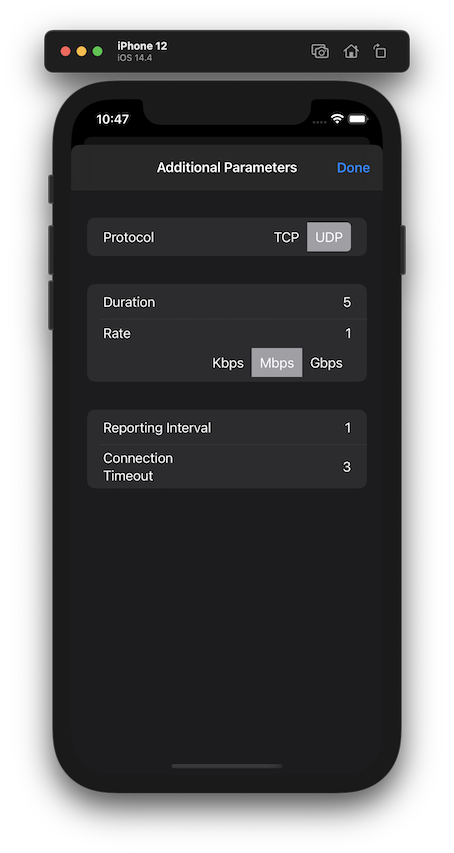 iPhone 12
iOS 14.4
10:47
Additional Parameters Done
Protocol TCP UDP
Duration 5
Rate 1
Kbps Mbps Gbps
Reporting Interval 1
Connection
Timeout 3